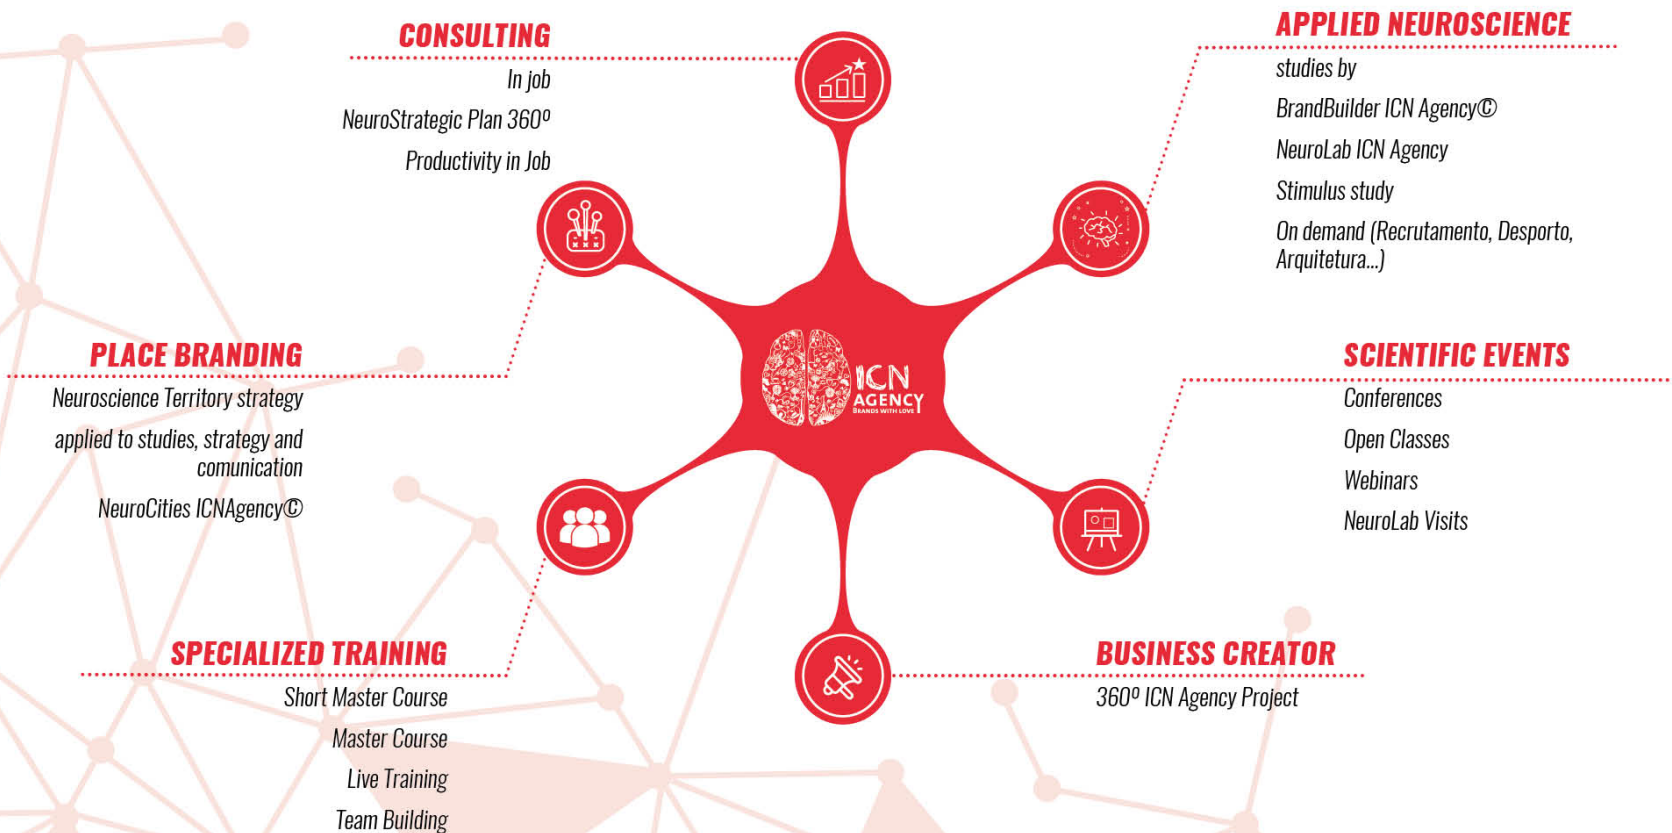 CONSULTING
In job
NeuroStrategic Plan 360º
Productivity in Job
APPLIED NEUROSCIENCE
studies by
BrandBuilder ICN Agency©
NeuroLab ICN Agency
Stimulus study
On demand (Recrutamento, Desporto,
Arquitetura...)
PLACE BRANDING
Neuroscience Territory strategy
applied to studies, strategy and
comunication
NeuroCities ICNAgency©
ICN
AGENCY
BRANDS WITH LOVE
SCIENTIFIC EVENTS
Conferences
Open Classes
Webinars
NeuroLab Visits
SPECIALIZED TRAINING
Short Master Course
Master Course
Live Training
Team Building
BUSINESS CREATOR
360º ICN Agency Project